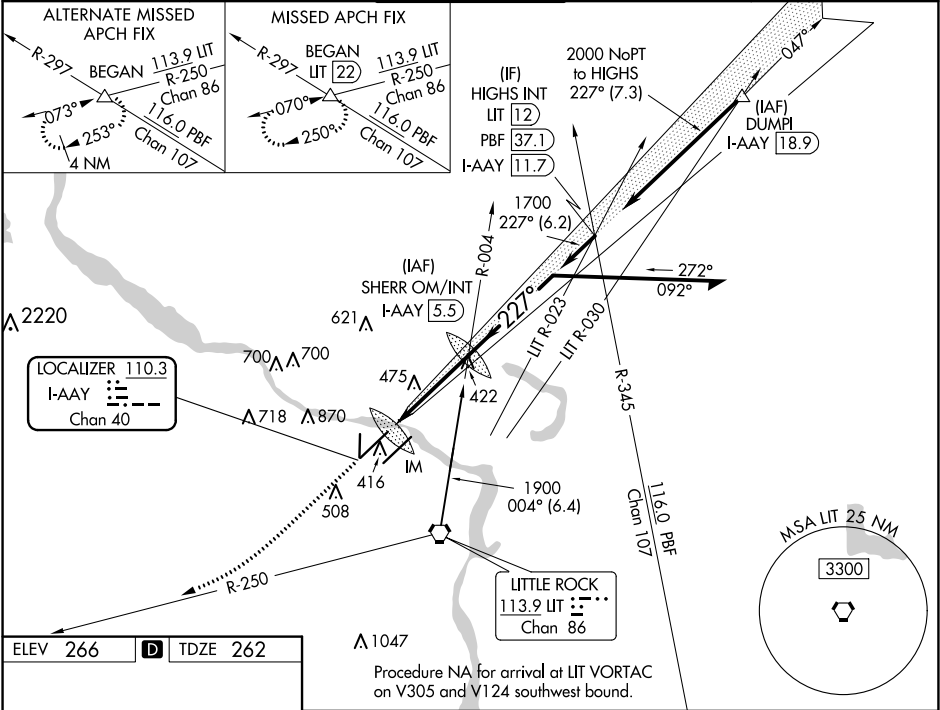 ALTERNATE MISSED
APCH FIX
R-297
BEGAN
113.9 LIT
R-250
Chan 86
073°
253°
116.0 PBF
Chan 107
4 NM
MISSED APCH FIX
R-297
BEGAN
LIT 22
113.9 LIT
R-250
Chan 86
070°
250°
116.0 PBF
Chan 107
(IF)
HIGHS INT
LIT 12
PBF 37.1
I-AAY 11.7
2000 NoPT
to HIGHS
227° (7.3)
047°
(IAF)
DUMPI
I-AAY 18.9
1700
227° (6.2)
R-004
(IAF)
SHERR OM/INT
I-AAY 5.5
227°
272°
092°
LIT R-023
LIT R-030
R-345
116.0 PBF
Chan 107
2220
621
700
700
475
422
718
870
416
IM
508
LOCALIZER 110.3
I-AAY
Chan 40
1900
004° (6.4)
R-250
LITTLE ROCK
113.9 LIT
Chan 86
1047
MSA LIT 25 NM
3300
ELEV 266
D
TDZE 262
Procedure NA for arrival at LIT VORTAC
on V305 and V124 southwest bound.